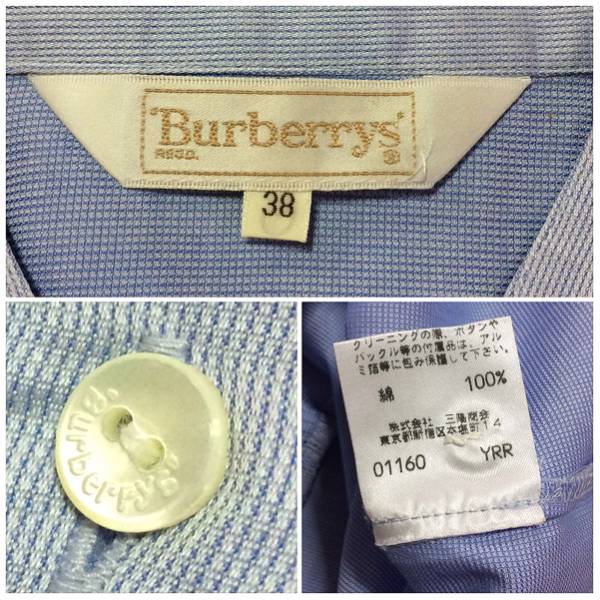 "Burberrys"
REGD.
®
38
Burberrys
クリーニングの際、ボタンや
バックル等の付属品は、アル
ミ箔等に包み保護して下さい。
綿 100%
株式会社 三陽商会
東京都新宿区本塩町14
01160 YRR